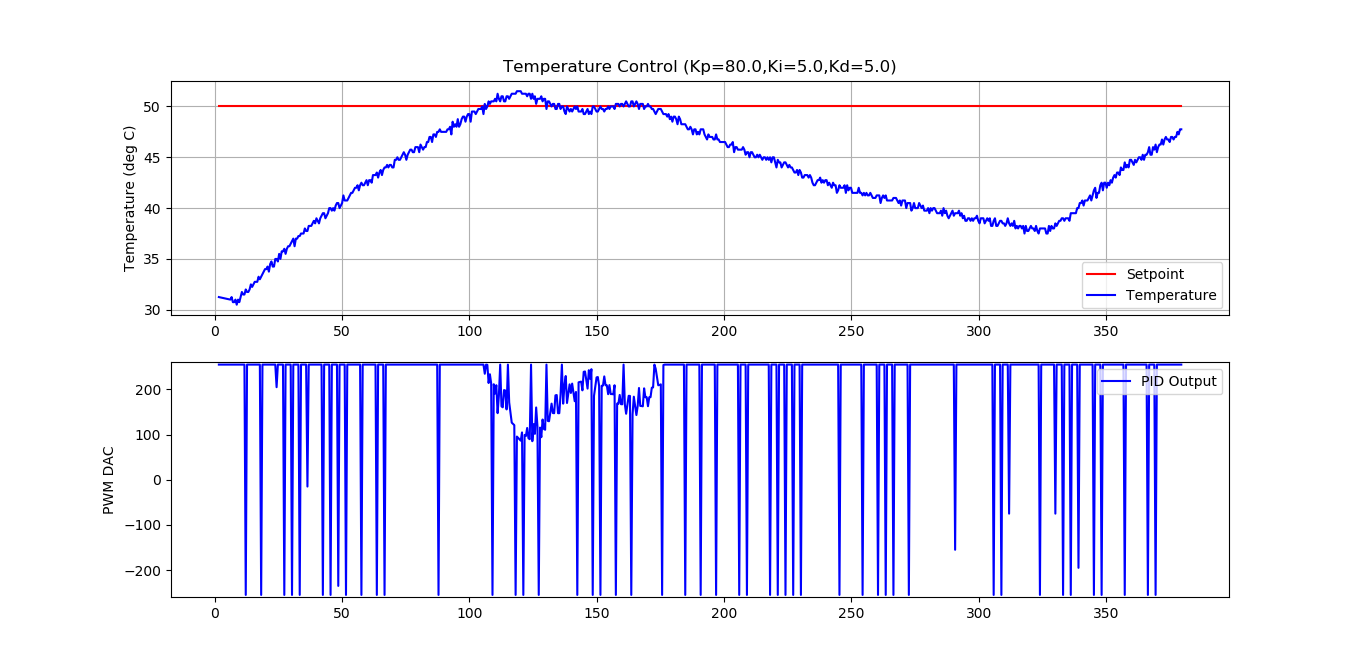 Temperature Control (Kp=80.0,Ki=5.0,Kd=5.0)
Temperature (deg C)
50
45
40
35
30
Setpoint
Temperature
0 50 100 150 200 250 300 350
PWM DAC
200
100
0
−100
−200
PID Output
0 50 100 150 200 250 300 350